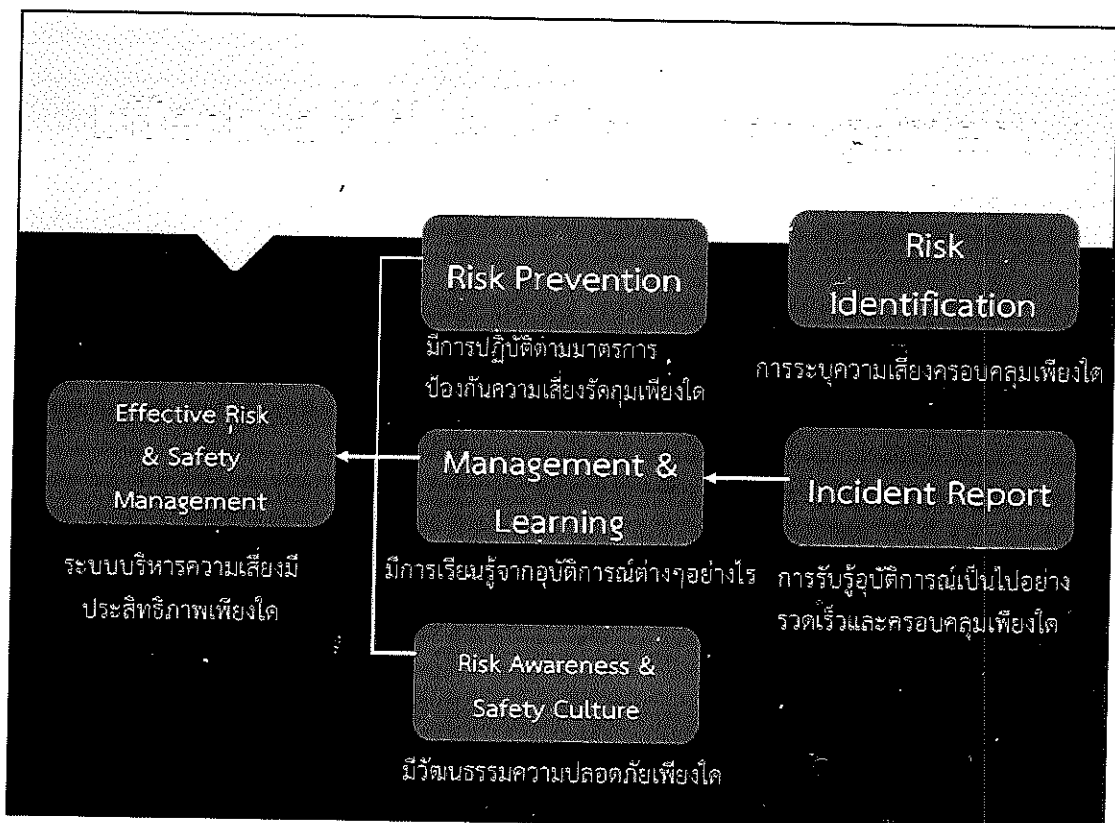 Risk Prevention
มีการปฏิบัติตามมาตรการ
ป้องกันความเสี่ยงรัดกุมเพียงใด
Risk
Identification
การระบุความเสี่ยงครอบคลุมเพียงใด
Effective Risk
& Safety
Management
ระบบบริหารความเสี่ยงมี
ประสิทธิภาพเพียงใด
Management &
Learning
มีการเรียนรู้จากอุบัติการณ์ต่างๆอย่างไร
Incident Report
การรับรู้อุบัติการณ์เป็นไปอย่าง
รวดเร็วและครอบคลุมเพียงใด
Risk Awareness &
Safety Culture
มีวัฒนธรรมความปลอดภัยเพียงใด